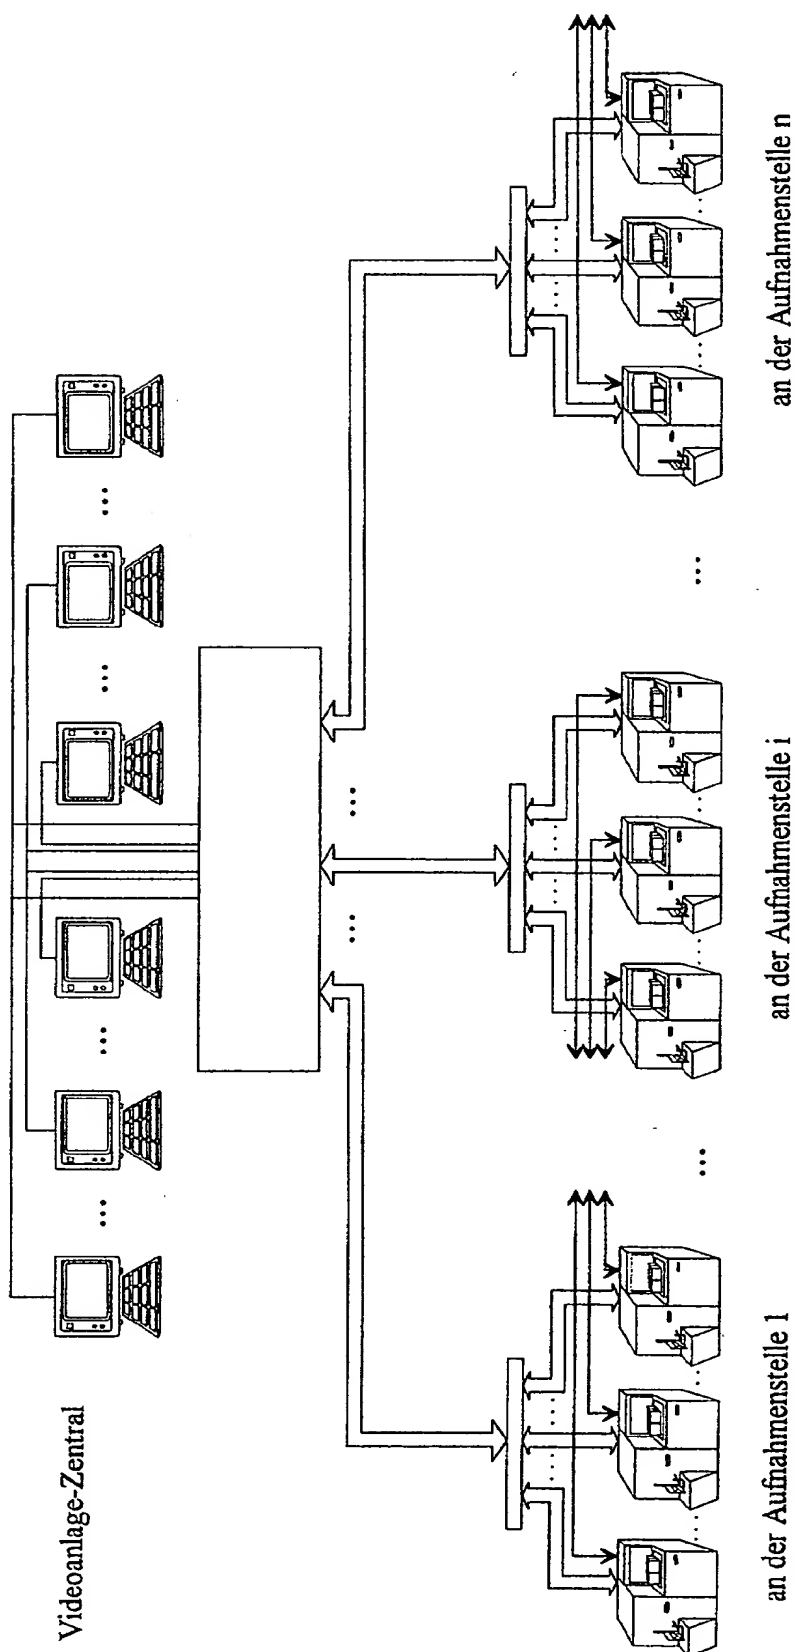 Videoanlage-Zentral
an der Aufnahmenstelle 1
an der Aufnahmenstelle i
an der Aufnahmenstelle n